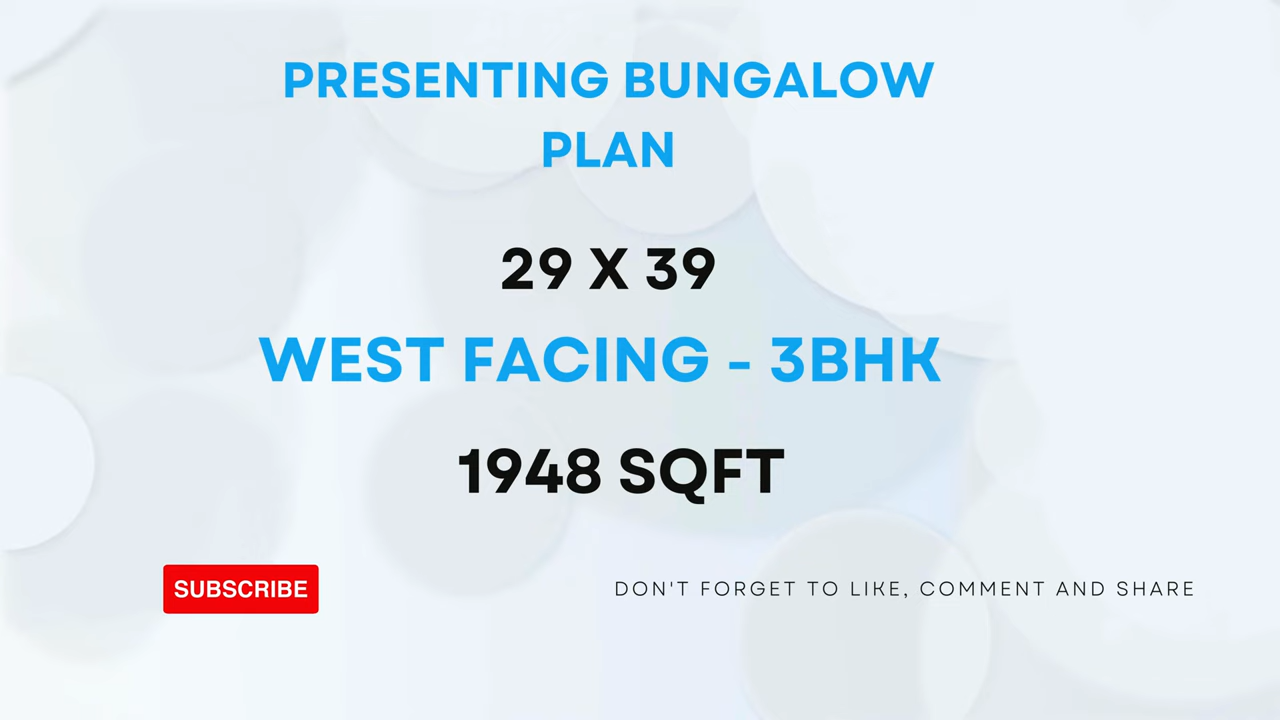 PRESENTING BUNGALOW
PLAN
29 X 39
WEST FACING - 3BHK
1948 SQFT
SUBSCRIBE
DON'T FORGET TO LIKE, COMMENT AND SHARE